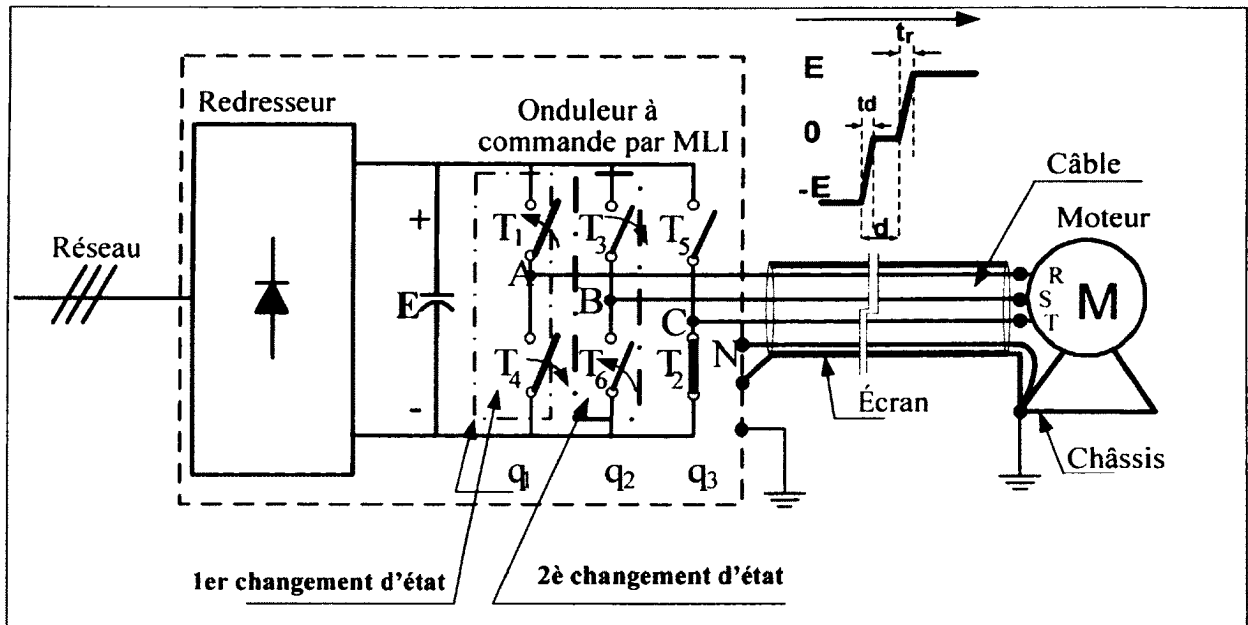 tr
E
td
0
-E
d
Redresseur
Onduleur à
commande par MLI
Câble
Moteur
Réseau
+
E
-
T1
T3
T5
A
B
C
N
T4
T6
T2
R
S
T
M
Écran
Châssis
q1
q2
q3
1er changement d'état
2è changement d'état